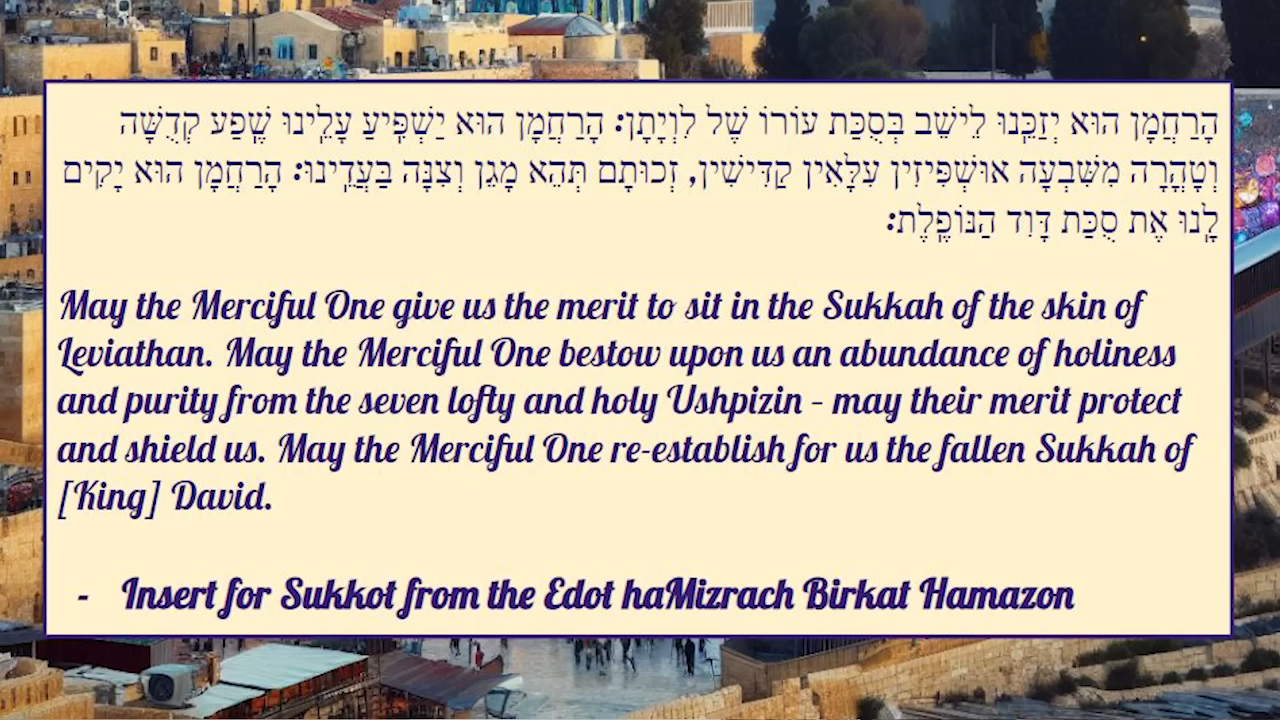 הָרַחֲמָן הוּא יְזַכֵּֽנוּ לֵישֵׁב בְּסֻכַּת עוֹרוֹ שֶׁל לִוְיָתָן: הָרַחֲמָן הוּא יַשְׁפִּֽיעַ עָלֵֽינוּ שֶֽׁפַע קְדֻשָּׁה
וְטָהֳרָה מִשִּׁבְעָה אוּשְׁפִּיזִין עִלָּאִין קַדִּישִׁין, זְכוּתָם תְּהֵא מָגֵן וְצִנָּה בַּעֲדֵֽינוּ: הָרַחֲמָן הוּא יָקִים
לָֽנוּ אֶת סֻכַּת דָּוִד הַנּוֹפֶֽלֶת:
May the Merciful One give us the merit to sit in the Sukkah of the skin of
Leviathan. May the Merciful One bestow upon us an abundance of holiness
and purity from the seven lofty and holy Ushpizin – may their merit protect
and shield us. May the Merciful One re-establish for us the fallen Sukkah of
[King] David.
- Insert for Sukkot from the Edot haMizrach Birkat Hamazon